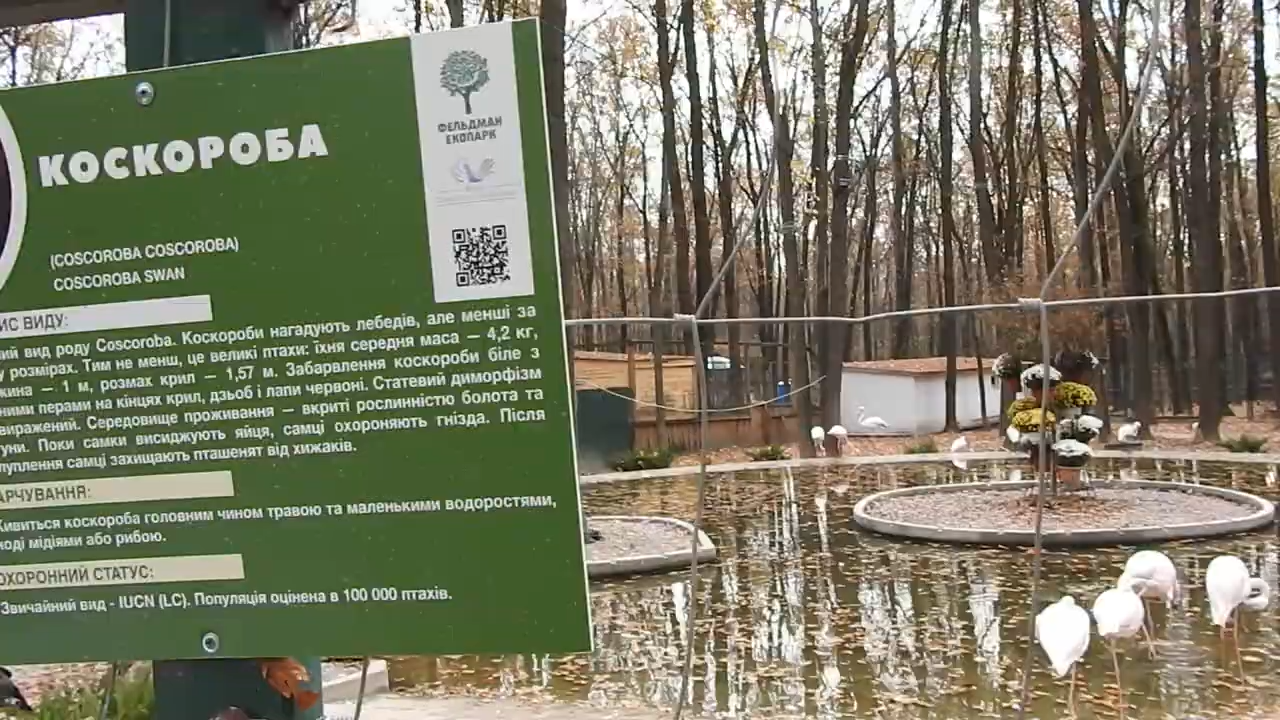 ФЕЛЬДМАН
ЕКОПАРК
КОСКОРОБА
(COSCOROBA COSCOROBA)
COSCOROBA SWAN
ИС ВИДУ:
ий вид роду Coscoroba. Коскороби нагадують лебедів, але менші за
у розмірах. Тим не менш, це великі птахи: їхня середня маса – 4,2 кг,
жина – 1 м, розмах крил – 1,57 м. Забарвлення коскороби біле з
ними перами на кінцях крил, дзьоб і лапи червоні. Статевий диморфізм
виражений. Середовище проживання – вкриті рослинністю болота та
гуни. Поки самки висиджують яйця, самці охороняють гнізда. Після
луплення самці захищають пташенят від хижаків.
АРЧУВАННЯ:
Живиться коскороба головним чином травою та маленькими водоростями,
ноді мідіями або рибою.
ОХОРОННИЙ СТАТУС:
Звичайний вид - IUCN (LC). Популяція оцінена в 100 000 птахів.